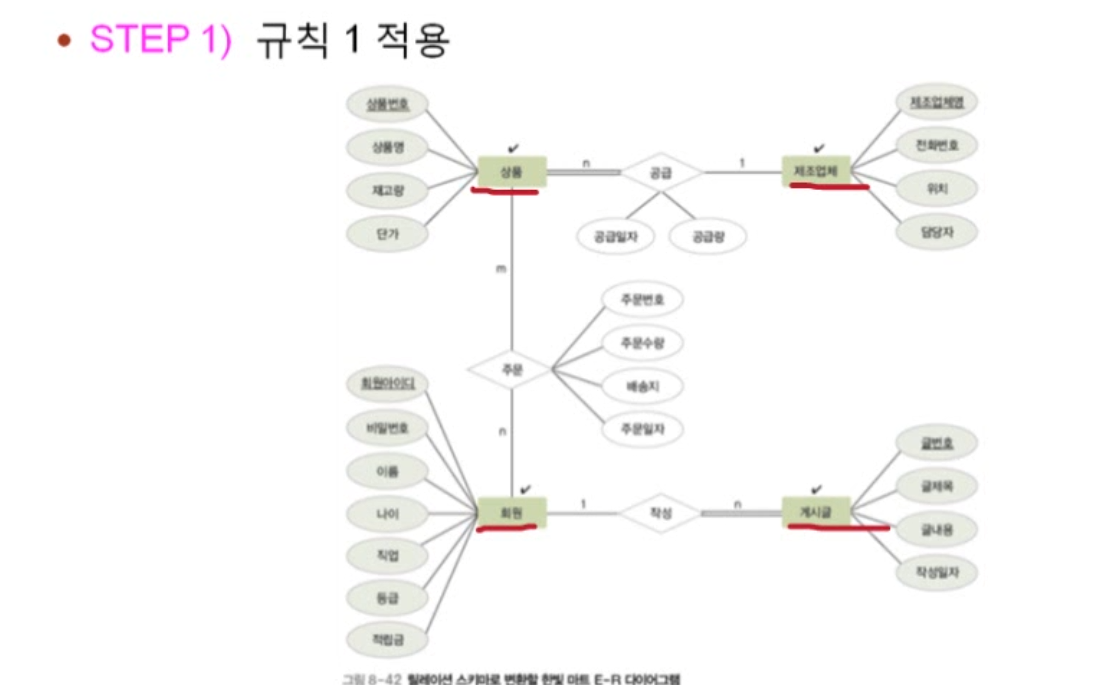 • STEP 1) 규칙 1 적용
상품번호
상품명
재고량
단가
상품
n
공급
1
제조업체
제조업체명
전화번호
위치
담당자
공급일자
공급량
m
주문번호
주문수량
배송지
주문일자
주문
n
회원아이디
비밀번호
이름
나이
직업
등급
적립금
회원
1
작성
n
게시글
글번호
글제목
글내용
작성일자
그림 8-42 릴레이션 스키마로 변환할 한빛 마트 E-R 다이어그램